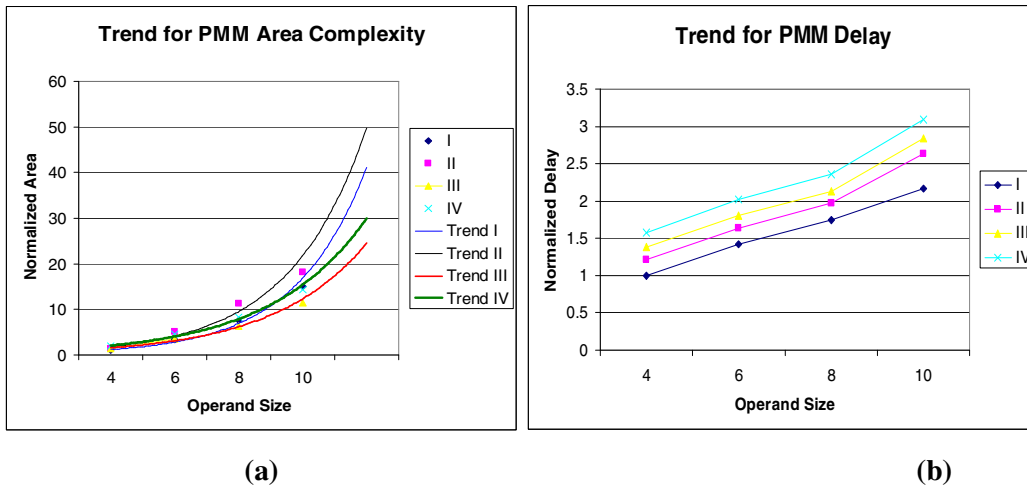 Trend for PMM Area Complexity
Normalized Area
60
50
40
30
20
10
0
4 6 8 10
Operand Size
I
II
III
IV
Trend I
Trend II
Trend III
Trend IV
(a)
Trend for PMM Delay
Normalized Delay
3.5
3
2.5
2
1.5
1
0.5
0
4 6 8 10
Operand Size
I
II
III
IV
(b)